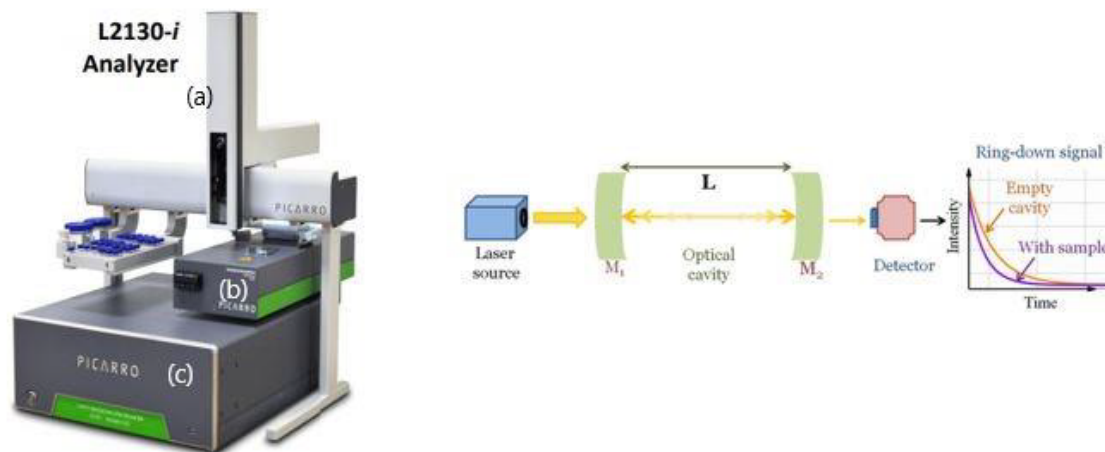 L2130-i
Analyzer
(a)
PICARRO
(b)
PICARRO
PICARRO
(c)
L
Laser
source
M₁
Optical
cavity
M₂
Detector
Ring-down signal
Intensity
Empty
cavity
With sample
Time